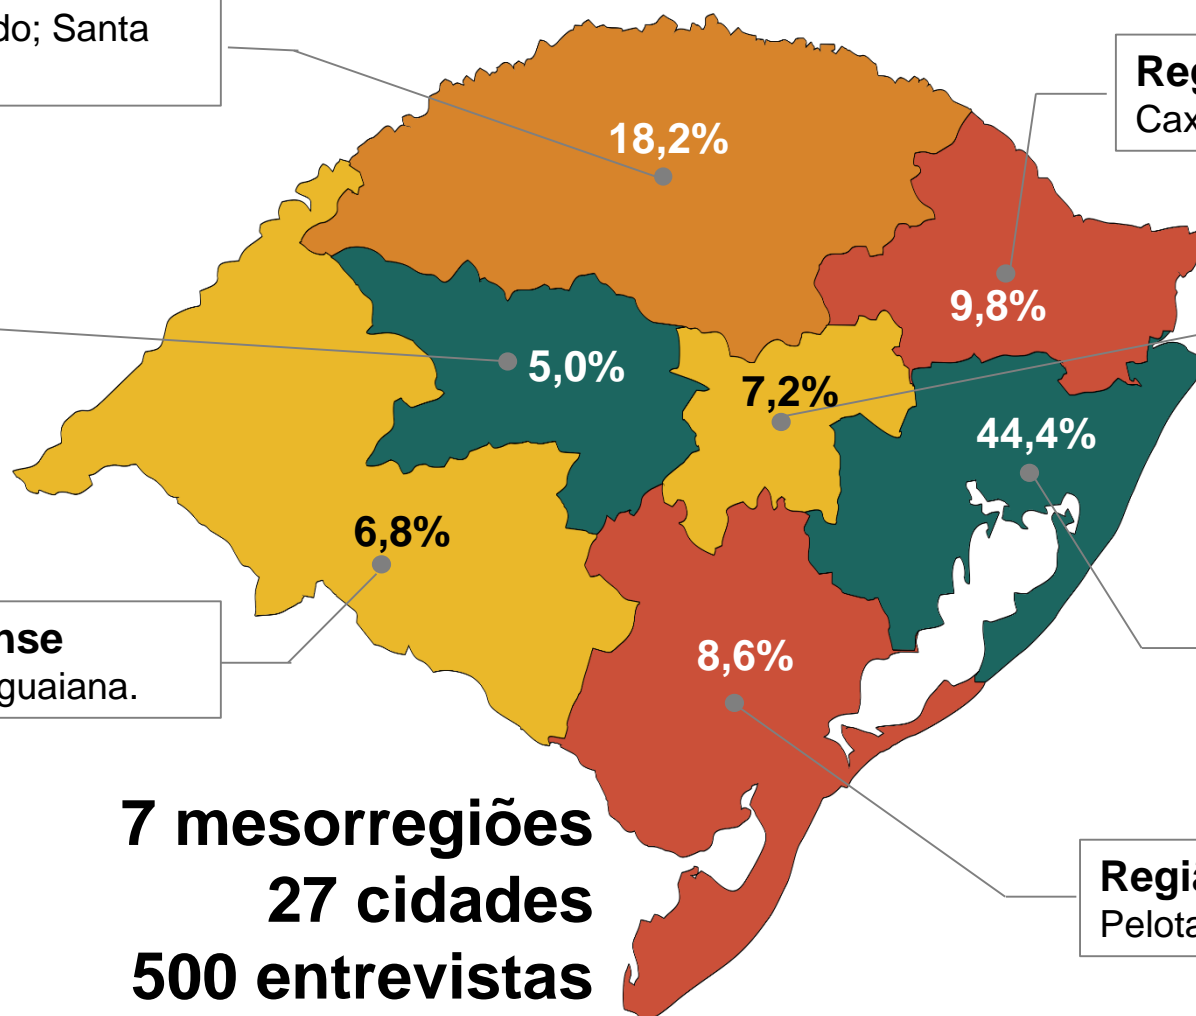 do; Santa
Reg
Cax
18,2%
9,8%
5,0%
7,2%
44,4%
6,8%
nse
guaiana.
8,6%
7 mesorregiões
27 cidades
500 entrevistas
Regiã
Pelota